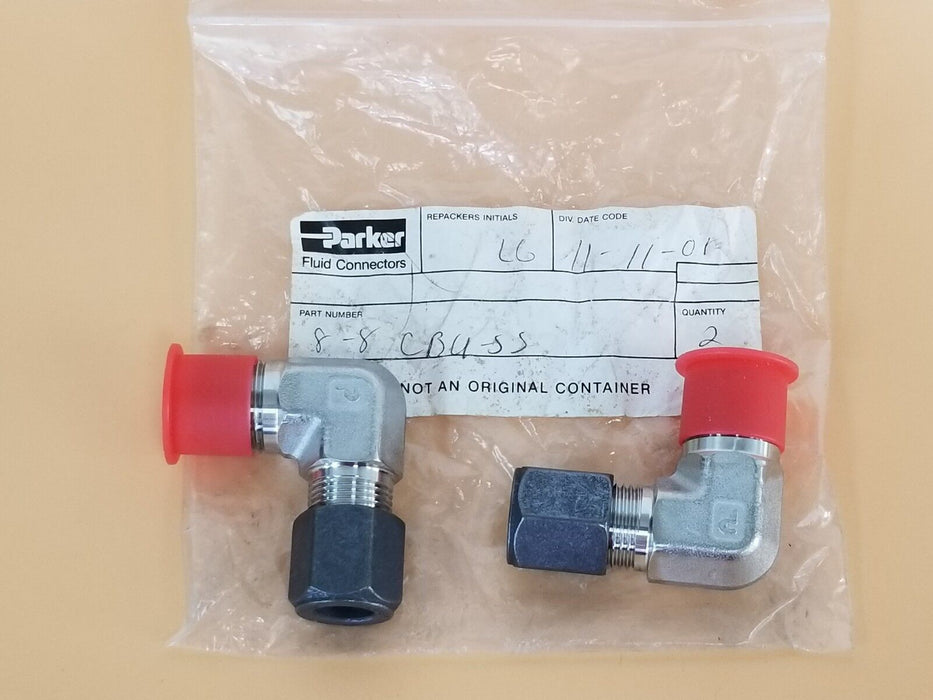 Parker
Fluid Connectors
REPACKERS INITIALS
LG
DIV. DATE CODE
11-11-01
PART NUMBER
8-8 CBU-SS
QUANTITY
2
NOT AN ORIGINAL CONTAINER